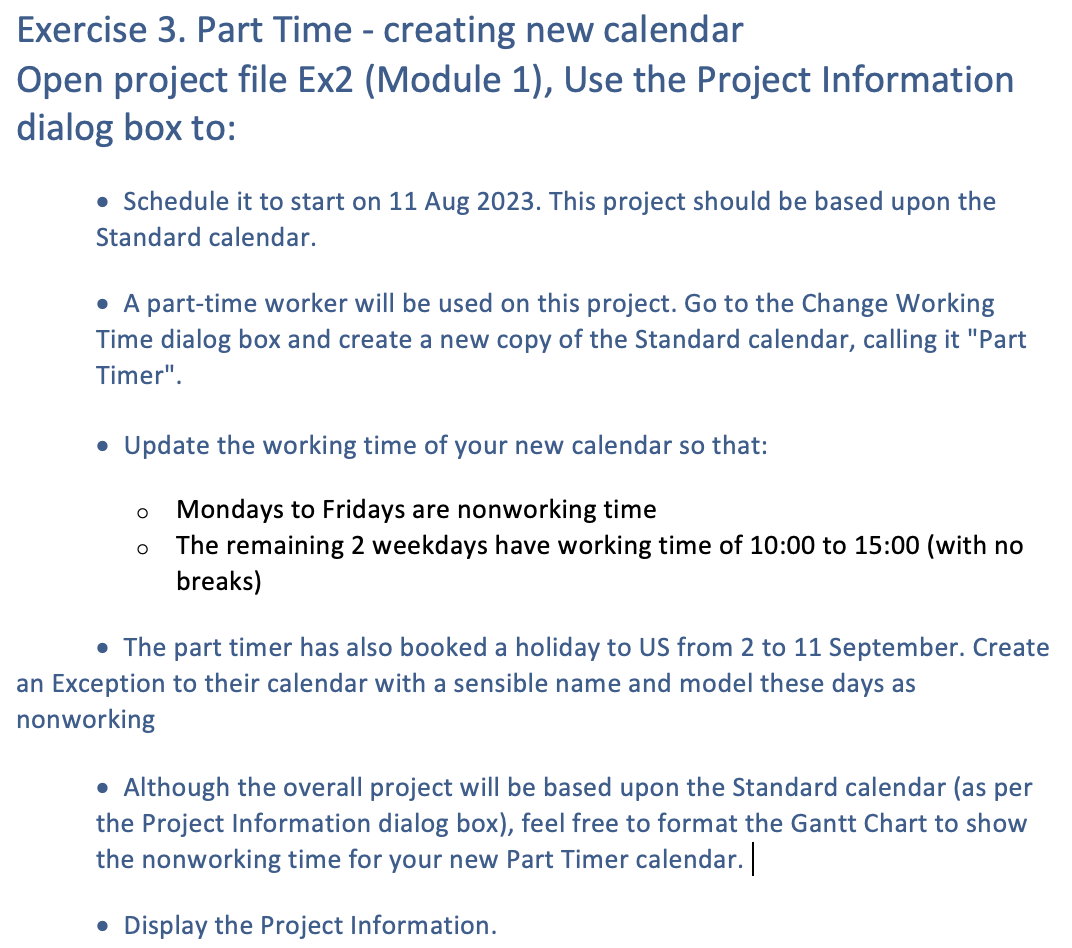 Exercise 3. Part Time - creating new calendar
Open project file Ex2 (Module 1), Use the Project Information
dialog box to:
• Schedule it to start on 11 Aug 2023. This project should be based upon the
Standard calendar.
• A part-time worker will be used on this project. Go to the Change Working
Time dialog box and create a new copy of the Standard calendar, calling it "Part
Timer".
• Update the working time of your new calendar so that:
o Mondays to Fridays are nonworking time
o The remaining 2 weekdays have working time of 10:00 to 15:00 (with no
breaks)
• The part timer has also booked a holiday to US from 2 to 11 September. Create
an Exception to their calendar with a sensible name and model these days as
nonworking
• Although the overall project will be based upon the Standard calendar (as per
the Project Information dialog box), feel free to format the Gantt Chart to show
the nonworking time for your new Part Timer calendar.
• Display the Project Information.